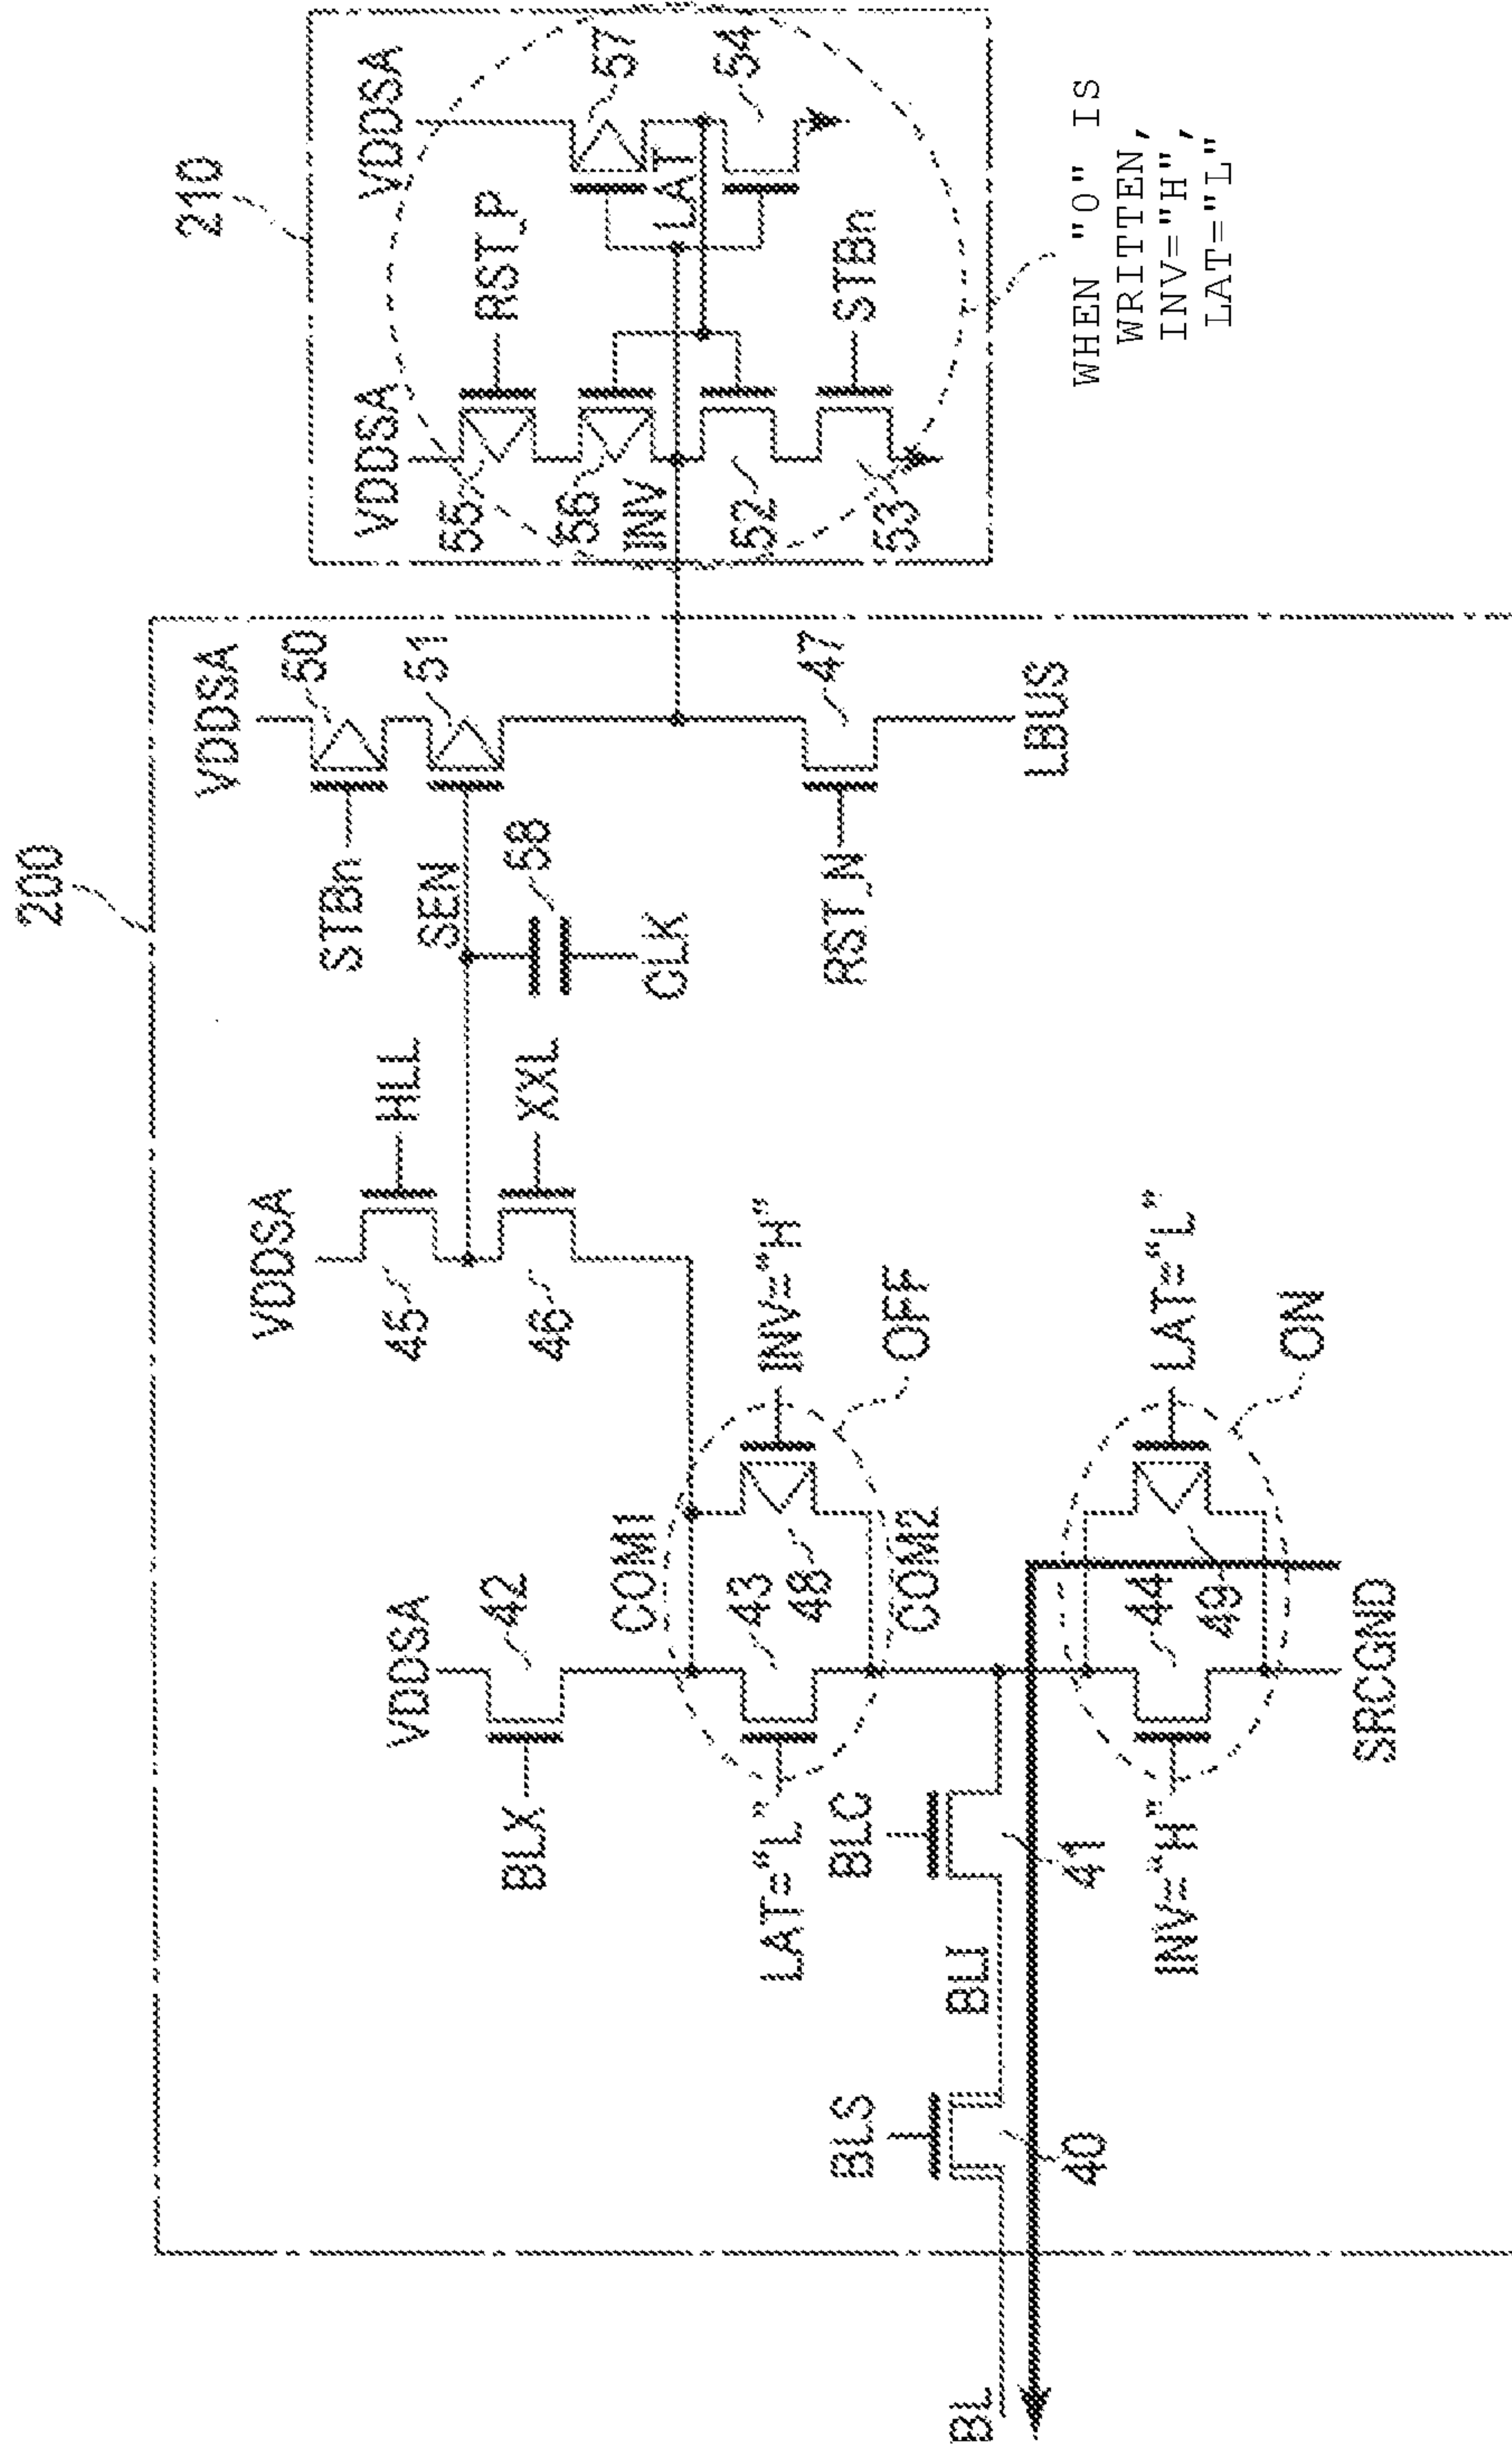 200
210
VDDSA
STBn
50
51
SEN
58
CLK
47
RST_N
LBUS
VDDSA
HLL
45
XXL
46
VDDSA
BLX
42
COM1
43
48
LAT="L"
INV="H"
OFF
COM2
BLC
41
BLI
BLS
40
BL
LAT="L"
ON
44
49
INV="H"
SRCGND
VDDSA
VDDSA
RST_P
55
56
57
INV
LAT
54
52
53
STBn
WHEN "0" IS
WRITTEN,
INV="H",
LAT="L"